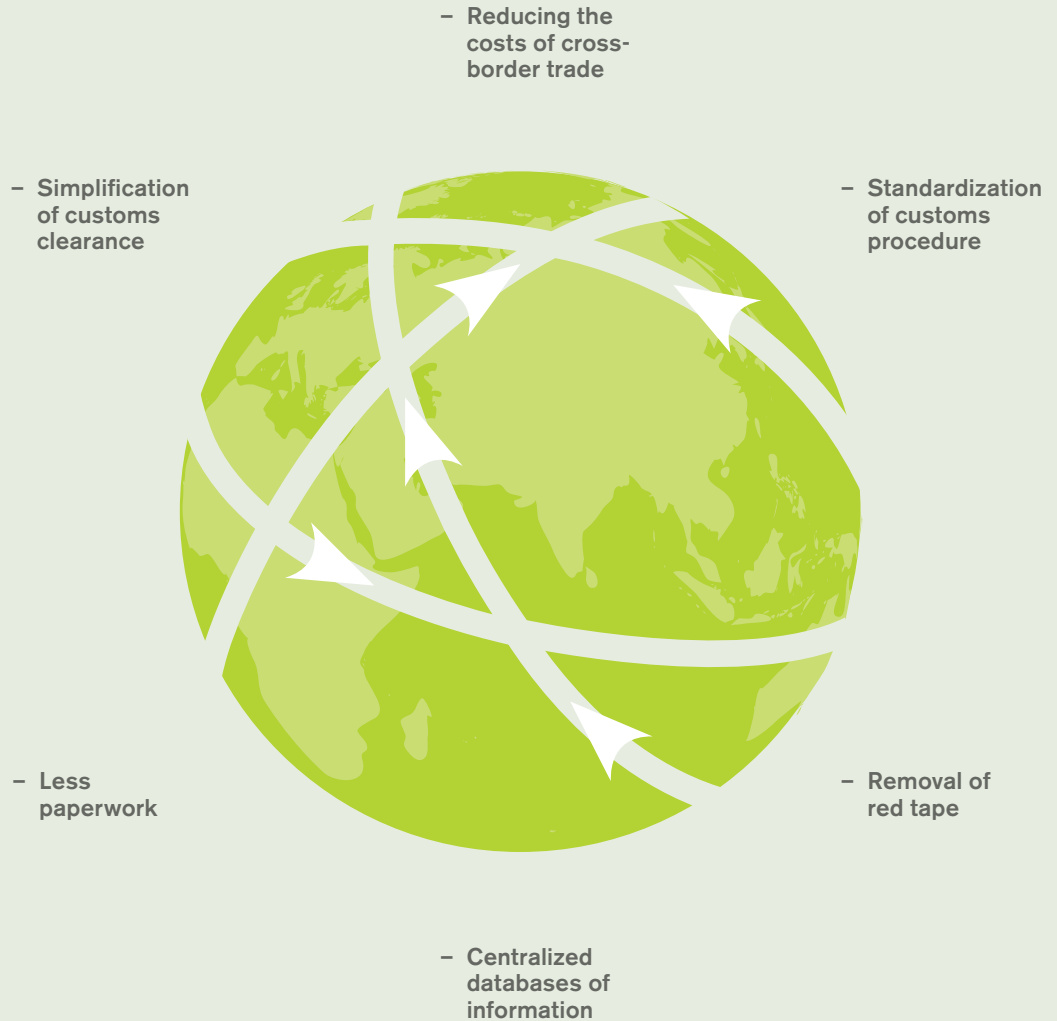 – Reducing the
costs of cross-
border trade
– Simplification
of customs
clearance
– Standardization
of customs
procedure
– Less
paperwork
– Removal of
red tape
– Centralized
databases of
information